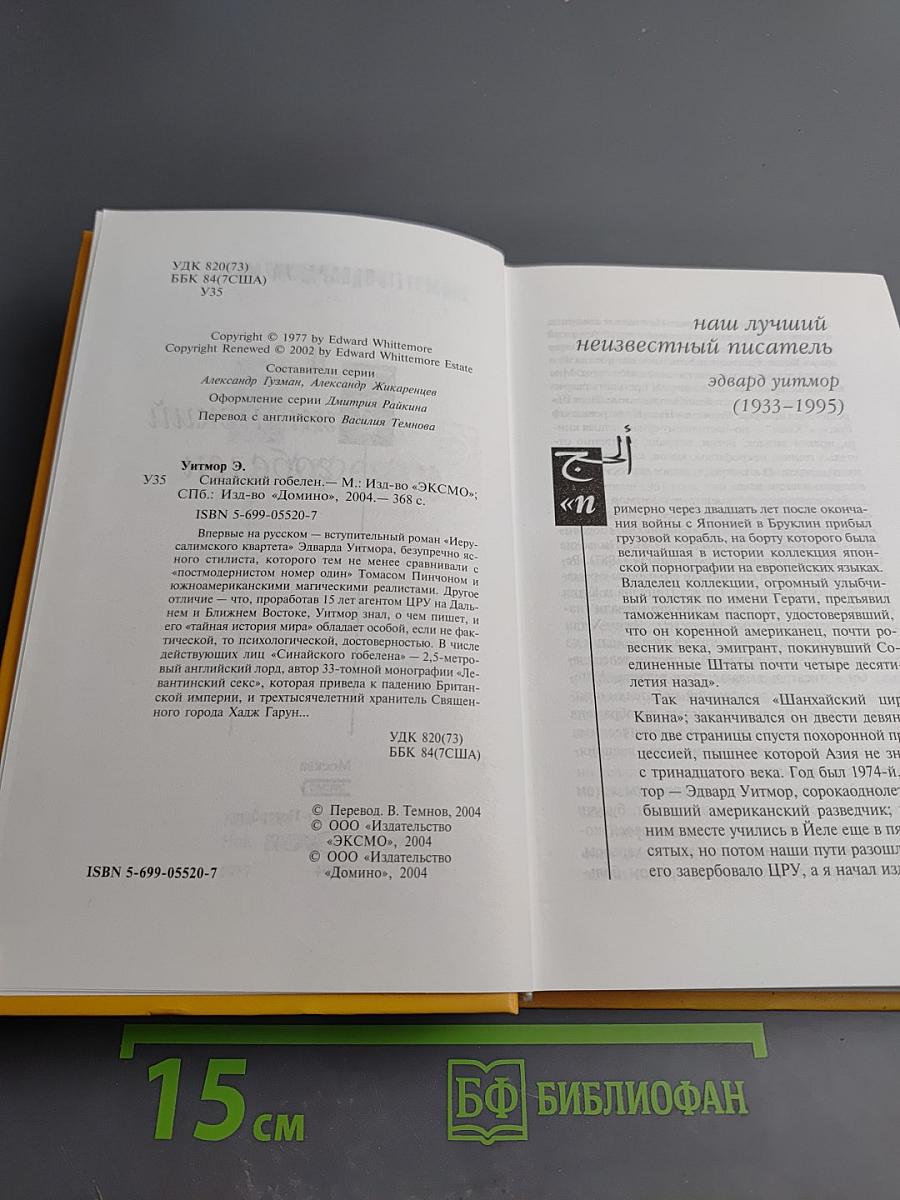 УДК 820(73)
ББК 84(7США)
У35
Copyright © 1977 by Edward Whittemore
Copyright Renewed © 2002 by Edward Whittemore Estate
Составители серии
Александр Гузман, Александр Жикаренцев
Оформление серии Дмитрия Райкина
Перевод с английского Василия Темнова
Уитмор Э.
У35 Синайский гобелен.— М.: Изд-во «ЭКСМО»;
СПб.: Изд-во «Домино», 2004.— 368 с.
ISBN 5-699-05520-7
Впервые на русском — вступительный роман «Иеру-
салимского квартета» Эдварда Уитмора, безупречно яс-
ного стилиста, которого тем не менее сравнивали с
«постмодернистом номер один» Томасом Пинчоном и
южноамериканскими магическими реалистами. Другое
отличие — что, проработав 15 лет агентом ЦРУ на Даль-
нем и Ближнем Востоке, Уитмор знал, о чем пишет, и
его «тайная история мира» обладает особой, если не фак-
тической, то психологической, достоверностью. В числе
действующих лиц «Синайского гобелена» — 2,5-метро-
вый английский лорд, автор 33-томной монографии «Ле-
вантинский секс», которая привела к падению Британ-
ской империи, и трехтысячелетний хранитель Священ-
ного города Хадж Гарун...
УДК 820(73)
ББК 84(7США)
© Перевод. В. Темнов, 2004
© ООО «Издательство
«ЭКСМО», 2004
© ООО «Издательство
«Домино», 2004
ISBN 5-699-05520-7
наш лучший
неизвестный писатель
эдвард уитмор
(1933–1995)
«п
римерно через двадцать лет после оконча-
ния войны с Японией в Бруклин прибыл
грузовой корабль, на борту которого была
величайшая в истории коллекция япон-
ской порнографии на европейских языках.
Владелец коллекции, огромный улыбчи-
вый толстяк по имени Герати, предъявил
таможенникам паспорт, удостоверявший,
что он коренной американец, почти ро-
весник века, эмигрант, покинувший Со-
единенные Штаты почти четыре десяти-
летия назад».
Так начинался «Шанхайский цир
Квина»; заканчивался он двести девян
сто две страницы спустя похоронной пр
цессией, пышнее которой Азия не зн
с тринадцатого века. Год был 1974-й.
тор — Эдвард Уитмор, сорокаоднолет
бывший американский разведчик;
ним вместе учились в Йеле еще в пя
сятых, но потом наши пути разошл
его завербовало ЦРУ, а я начал изд
15 см
БФ БИБЛИОФАН